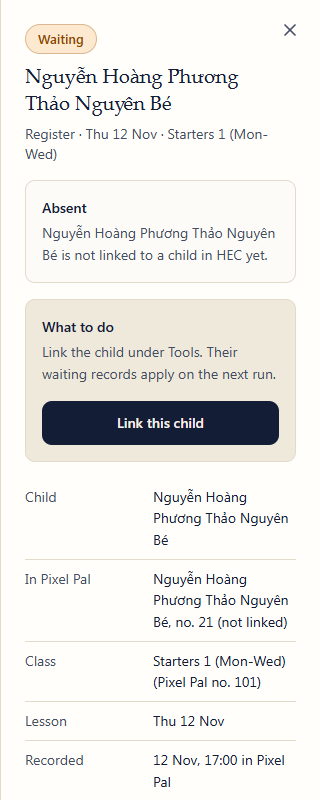 Waiting
Nguyễn Hoàng Phương
Thảo Nguyên Bé
Register · Thu 12 Nov · Starters 1 (Mon-
Wed)
Absent
Nguyễn Hoàng Phương Thảo Nguyên
Bé is not linked to a child in HEC yet.
What to do
Link the child under Tools. Their
waiting records apply on the next run.
Link this child
Child
Nguyễn Hoàng
Phương Thảo Nguyên
Bé
In Pixel Pal
Nguyễn Hoàng
Phương Thảo Nguyên
Bé, no. 21 (not linked)
Class
Starters 1 (Mon-Wed)
(Pixel Pal no. 101)
Lesson
Thu 12 Nov
Recorded
12 Nov, 17:00 in Pixel
Pal